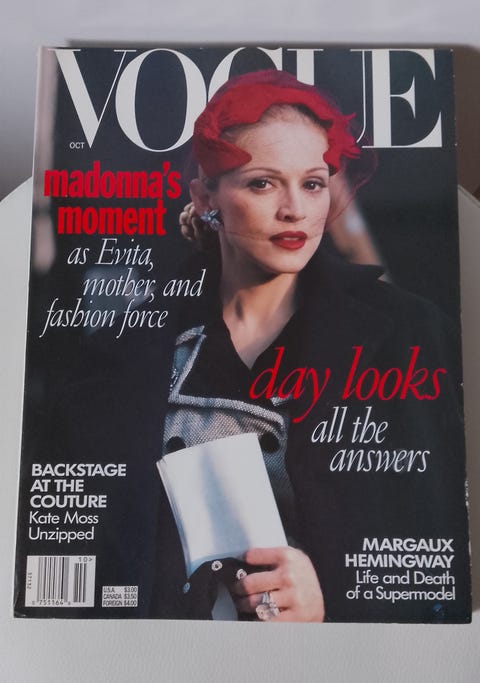 VOGUE
OCT
madonna's
moment
as Evita,
mother, and
fashion force
day looks
all the
answers
BACKSTAGE
AT THE
COUTURE
Kate Moss
Unzipped
MARGAUX
HEMINGWAY
Life and Death
of a Supermodel
10>
U.S.A. $3.00
CANADA $3.50
FOREIGN $4.00